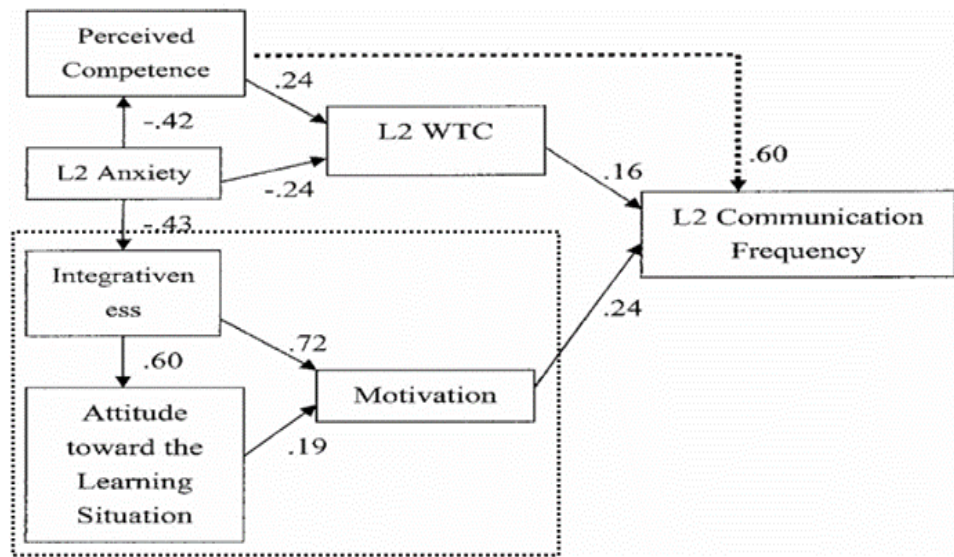 Perceived
Competence
.24
L2 WTC
-.42
.60
L2 Anxiety
-.24
.16
L2 Communication
Frequency
-.43
Integrativen
ess
.24
.72
.60
Motivation
Attitude
toward the
Learning
Situation
.19